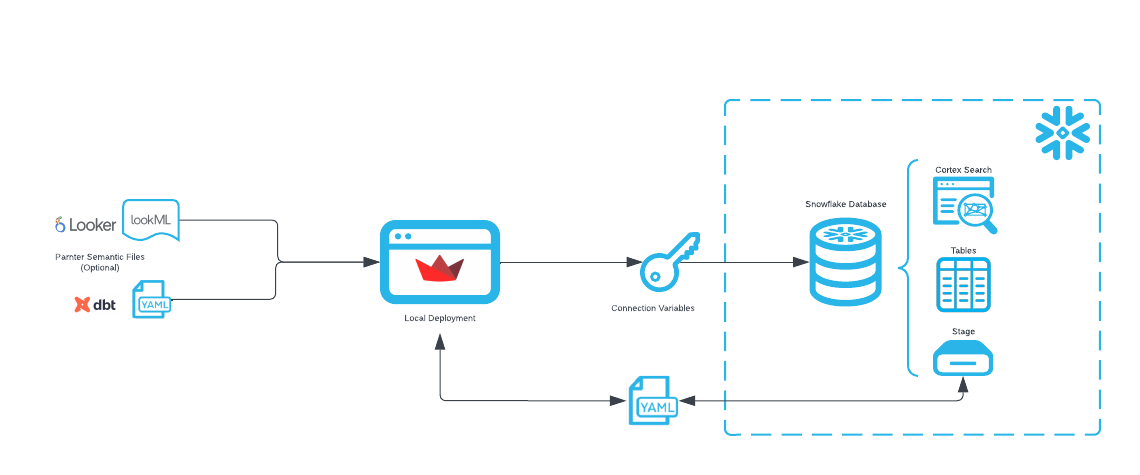 Looker
lookML
Parnter Semantic Files
(Optional)
dbt
YAML
Local Deployment
Connection Variables
YAML
Snowflake Database
Cortex Search
Tables
Stage